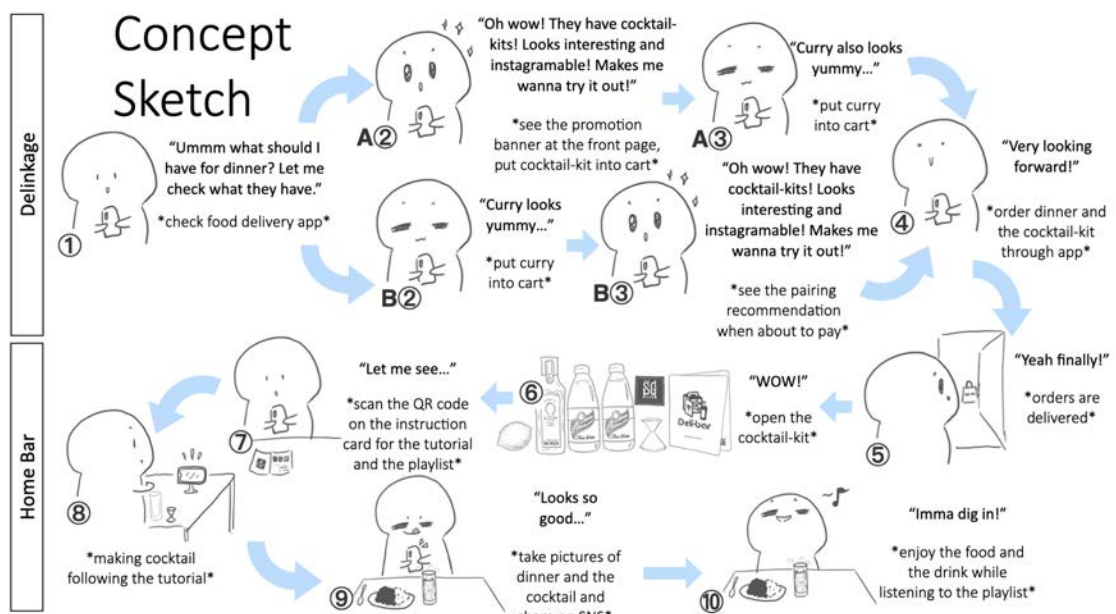 Concept
Sketch
Delinkage
①
"Ummm what should I
have for dinner? Let me
check what they have."
*check food delivery app*
A②
"Oh wow! They have cocktail-
kits! Looks interesting and
instagramable! Makes me
wanna try it out!"
*see the promotion
banner at the front page,
put cocktail-kit into cart*
A③
"Curry also looks
yummy..."
*put curry
into cart*
B②
"Curry looks
yummy..."
*put curry
into cart*
B③
"Oh wow! They have
cocktail-kits! Looks
interesting and
instagramable! Makes me
wanna try it out!"
*see the pairing
recommendation
when about to pay*
④
"Very looking
forward!"
*order dinner and
the cocktail-kit
through app*
Home Bar
⑤
"Yeah finally!"
*orders are
delivered*
⑥
"WOW!"
*open the
cocktail-kit*
Deli-bar
⑦
"Let me see..."
*scan the QR code
on the instruction
card for the tutorial
and the playlist*
⑧
*making cocktail
following the tutorial*
⑨
"Looks so
good..."
*take pictures of
dinner and the
cocktail and
⑩
"Imma dig in!"
*enjoy the food and
the drink while
listening to the playlist*